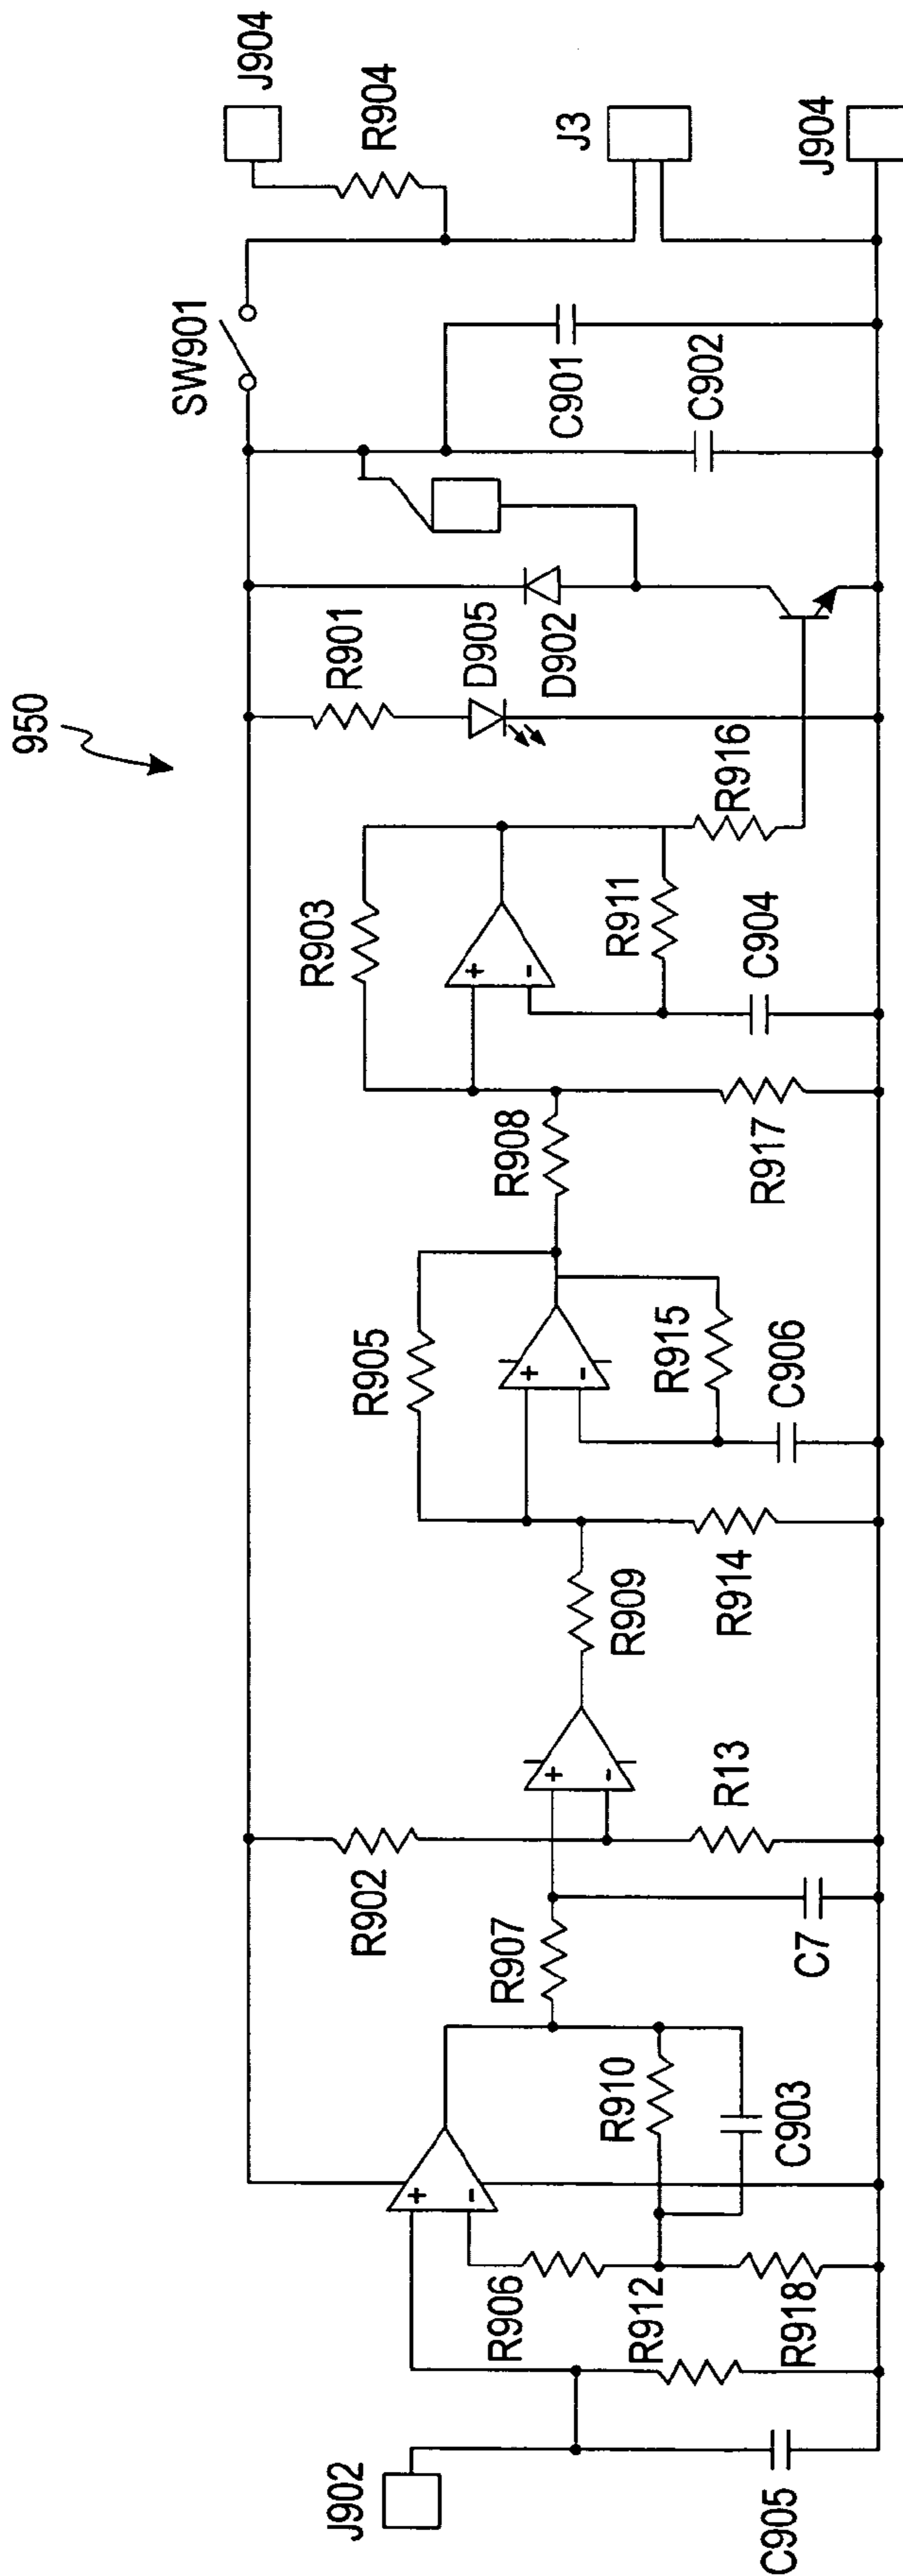 950
J904
R904
SW901
J3
C901
C902
J904
R901
D905
D902
R916
R903
R911
C904
R908
R917
R905
R915
C906
R909
R914
+
-
+
-
+
-
+
-
R902
R13
R907
C7
R910
C903
R906
R912
R918
J902
C905